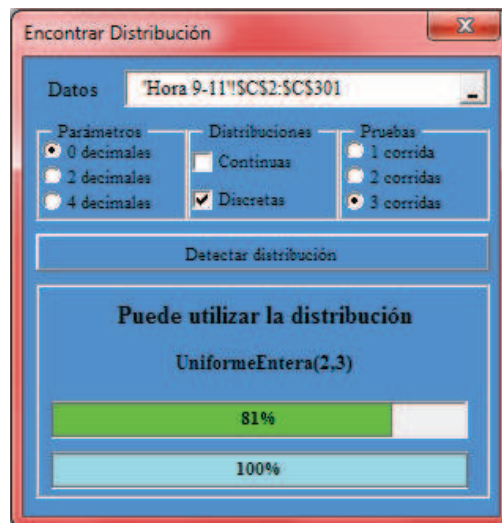 Encontrar Distribución
x
Datos
'Hora 9-11'!$C$2:$C$301
Parámetros
0 decimales
2 decimales
4 decimales
Distribuciones
Continuas
Discretas
Pruebas
1 corrida
2 corridas
3 corridas
Detectar distribución
Puede utilizar la distribución
UniformeEntera(2,3)
81%
100%